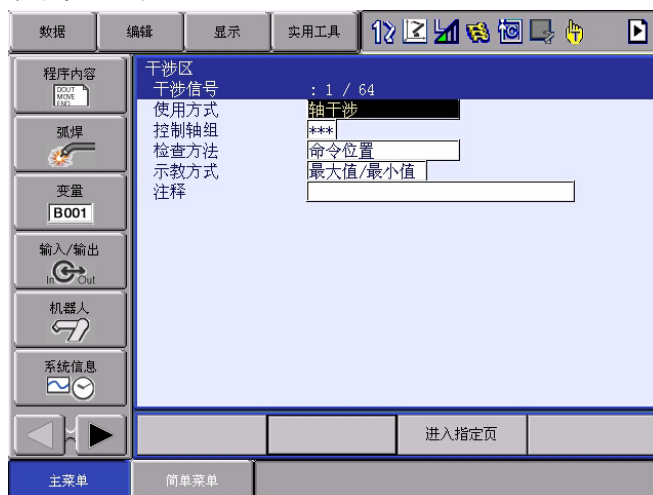 数据
编辑
显示
实用工具
程序内容
DOUT
MOVE
END
弧焊
变量
B001
输入/输出
In Out
机器人
系统信息
干涉区
干涉信号 : 1 / 64
使用方式 轴干涉
控制轴组 ***
检查方法 命令位置
示教方式 最大值/最小值
注释
进入指定页
主菜单
简单菜单